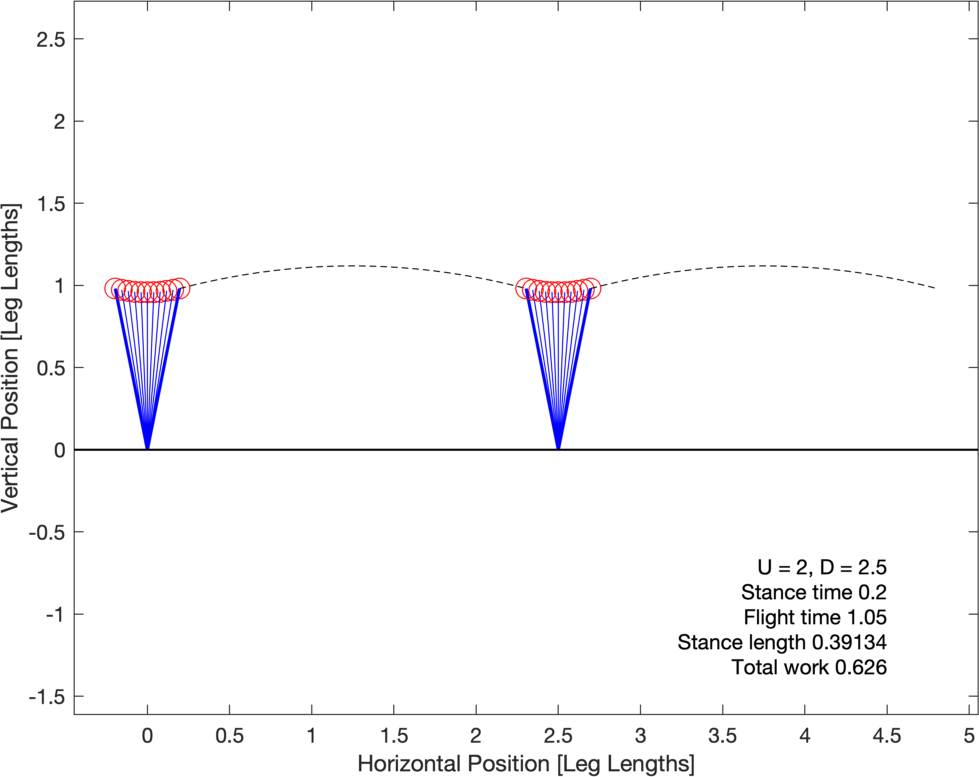 2.5
2
1.5
1
0.5
0
-0.5
-1
-1.5
Vertical Position [Leg Lengths]
U = 2, D = 2.5
Stance time 0.2
Flight time 1.05
Stance length 0.39134
Total work 0.626
0 0.5 1 1.5 2 2.5 3 3.5 4 4.5 5
Horizontal Position [Leg Lengths]